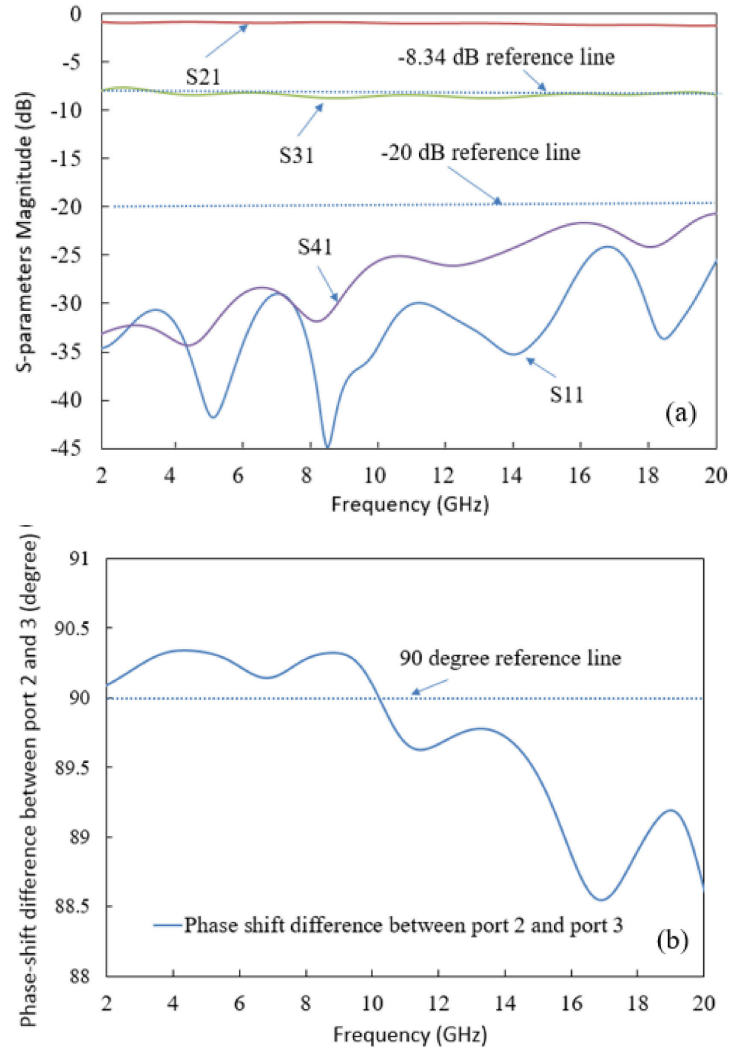 0
-5
-10
-15
-20
-25
-30
-35
-40
-45
S-parameters Magnitude (dB)
S21
-8.34 dB reference line
S31
-20 dB reference line
S41
S11
(a)
2 4 6 8 10 12 14 16 18 20
Frequency (GHz)
Phase-shift difference between port 2 and 3 (degree)
91
90.5
90
89.5
89
88.5
88
90 degree reference line
Phase shift difference between port 2 and port 3
(b)
2 4 6 8 10 12 14 16 18 20
Frequency (GHz)